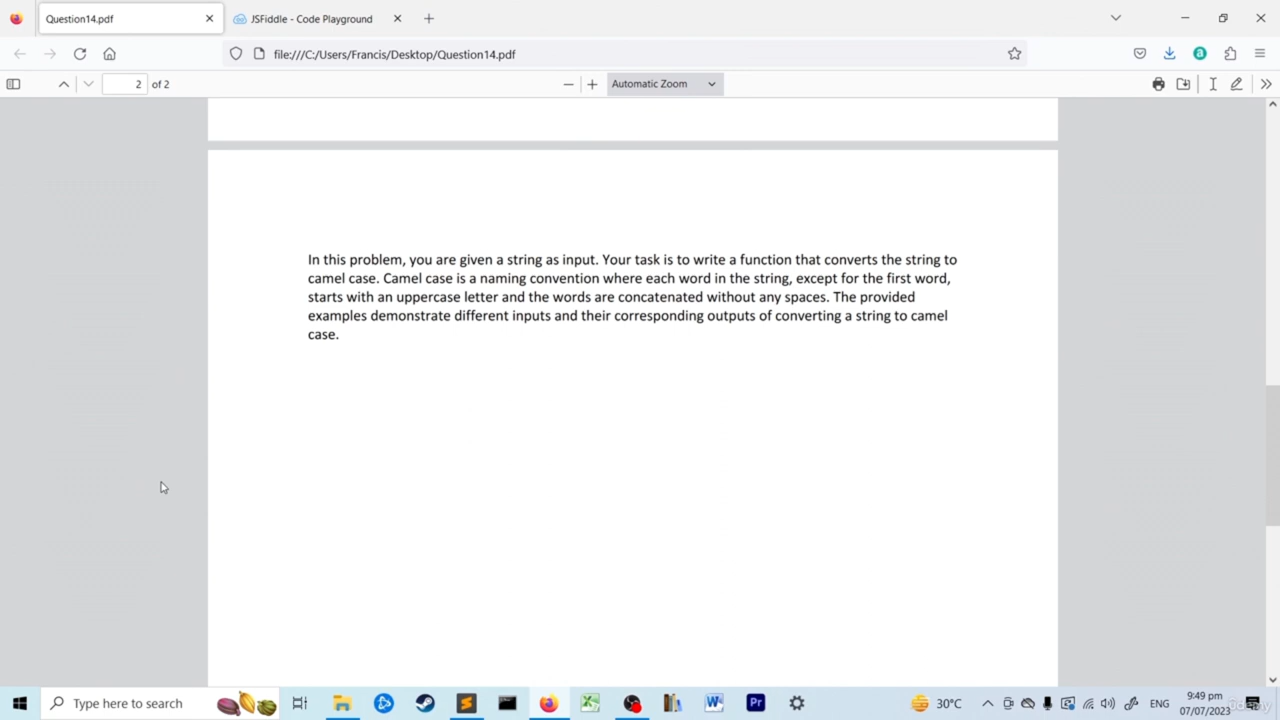 Question14.pdf
JSFiddle - Code Playground
file:///C:/Users/Francis/Desktop/Question14.pdf
2 of 2
Automatic Zoom
In this problem, you are given a string as input. Your task is to write a function that converts the string to
camel case. Camel case is a naming convention where each word in the string, except for the first word,
starts with an uppercase letter and the words are concatenated without any spaces. The provided
examples demonstrate different inputs and their corresponding outputs of converting a string to camel
case.
Type here to search
30°C
ENG
9:49 pm
07/07/2023
Udemy